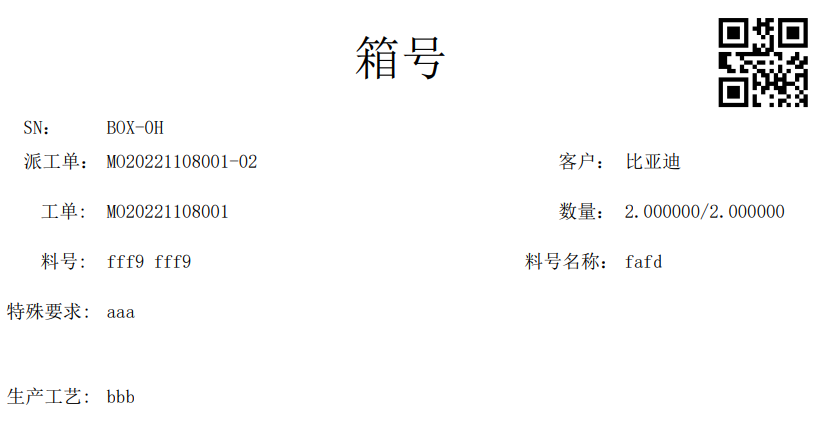 箱号
SN： BOX-0H
派工单： MO20221108001-02 客户： 比亚迪
工单： MO20221108001 数量： 2.000000/2.000000
料号： fff9 fff9 料号名称： fafd
特殊要求： aaa
生产工艺： bbb